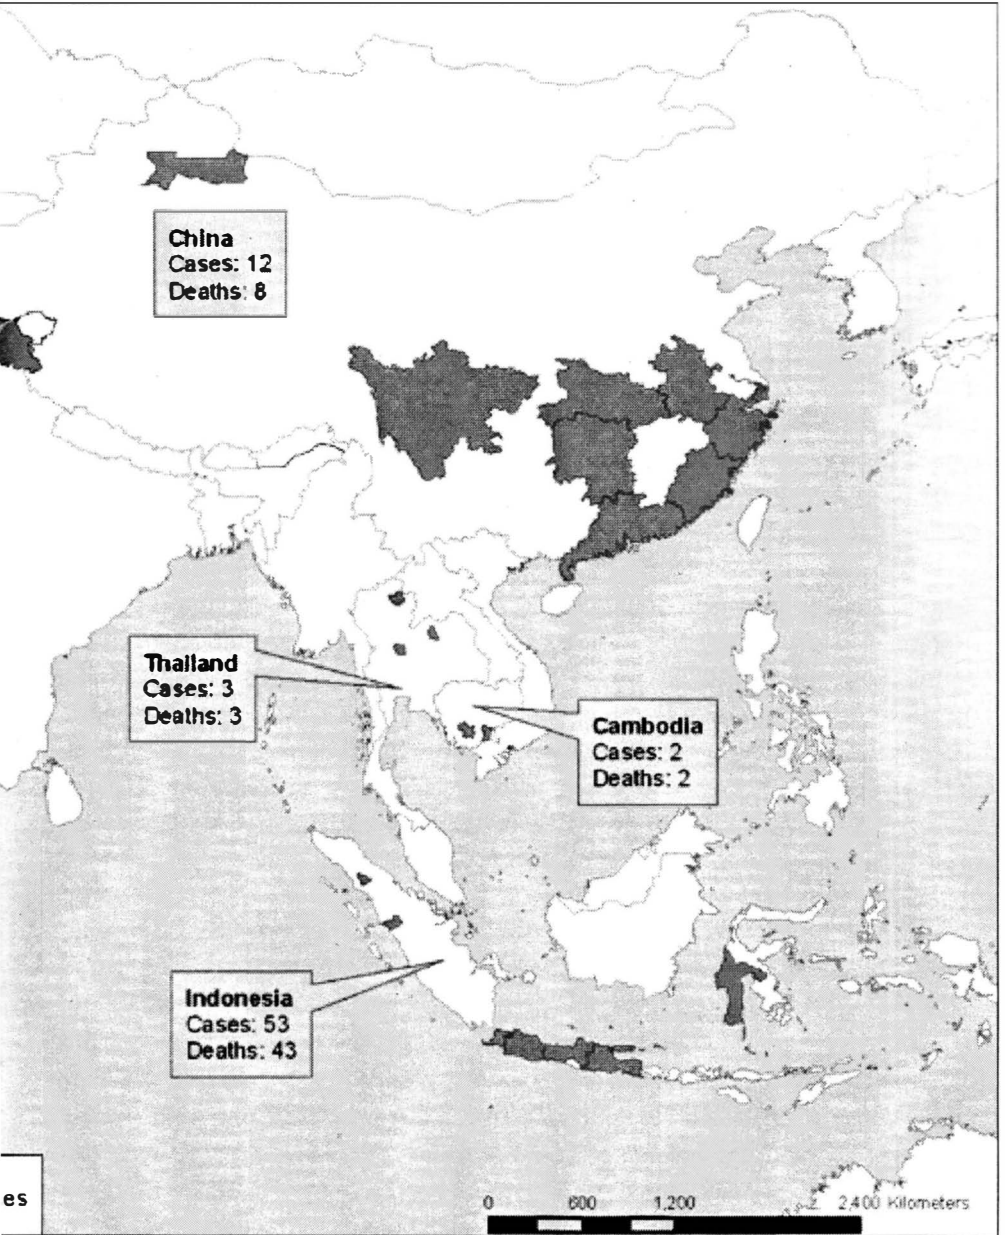 China
Cases: 12
Deaths: 8
Thailand
Cases: 3
Deaths: 3
Cambodia
Cases: 2
Deaths: 2
Indonesia
Cases: 53
Deaths: 43
es
0 600 1,200 2,400 Kilometers